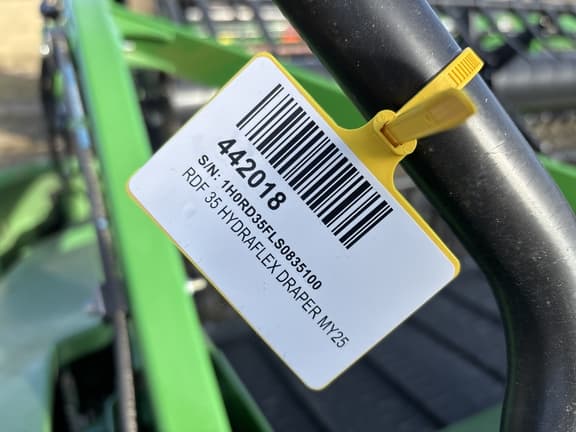 442018
S/N: 1H0RD35FLS0835100
RDF 35 HYDRAFLEX DRAPER MY25